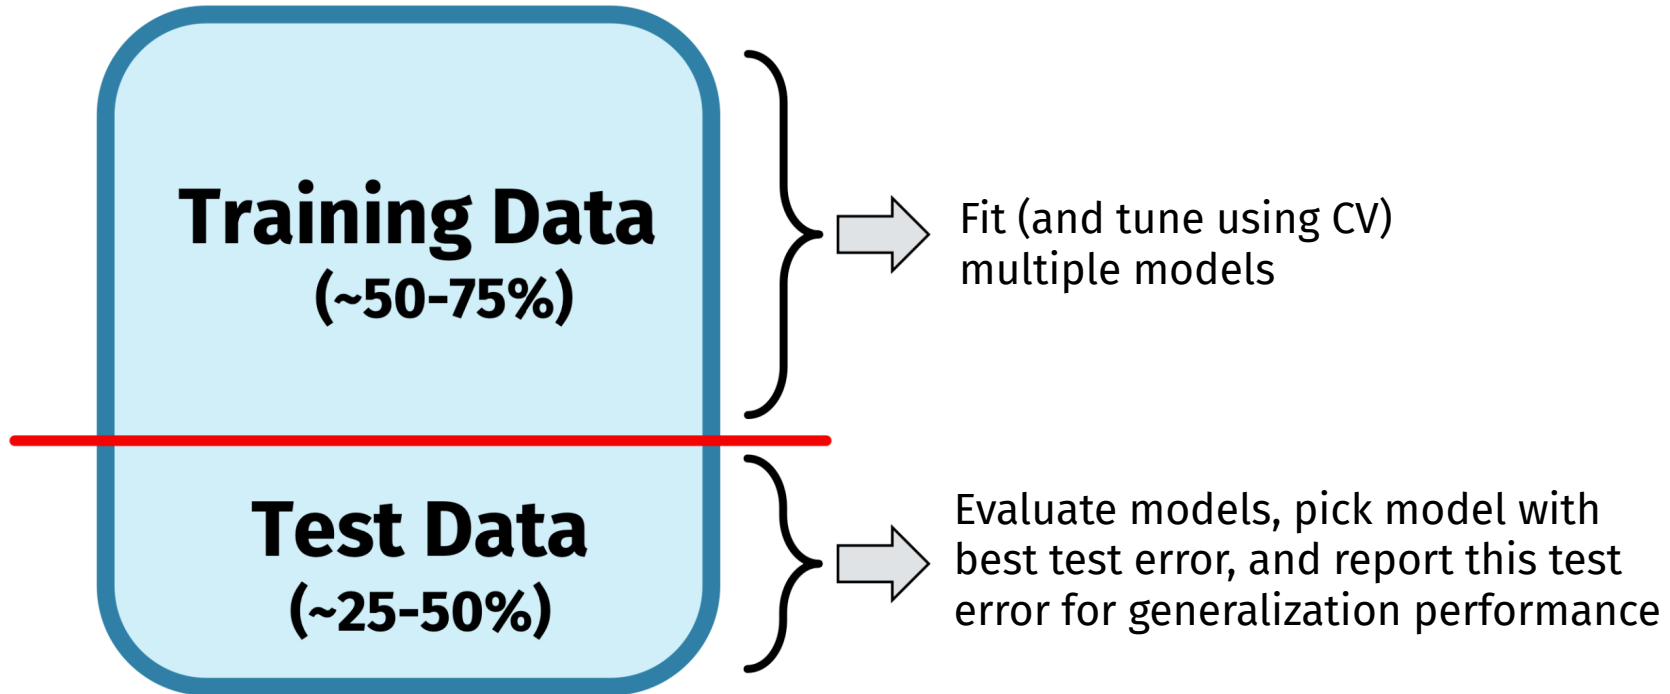 Training Data
(~50-75%)
Fit (and tune using CV)
multiple models
Test Data
(~25-50%)
Evaluate models, pick model with
best test error, and report this test
error for generalization performance